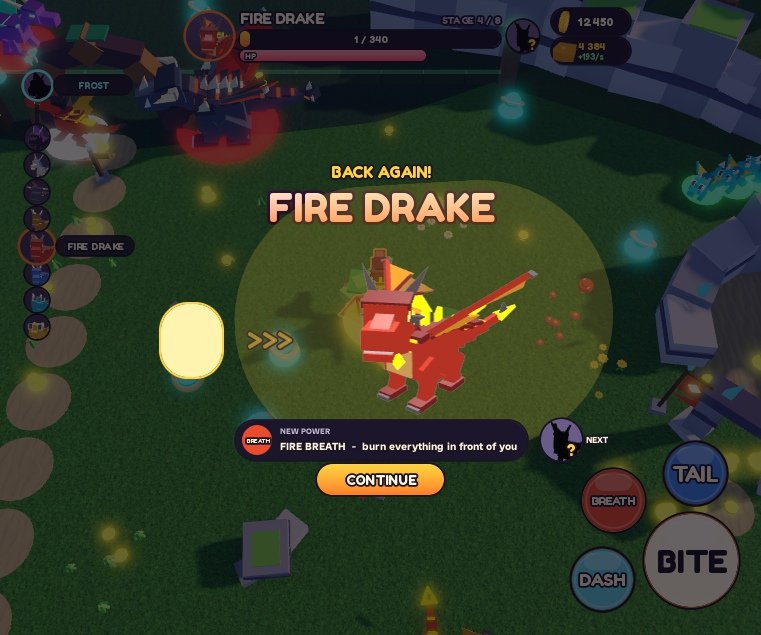 FIRE DRAKE
STAGE 4 / 8
1 / 340
HP
12 450
4 384
+193/s
FROST
BACK AGAIN!
FIRE DRAKE
FIRE DRAKE
?
NEW POWER
BREATH
FIRE BREATH - burn everything in front of you
?
NEXT
CONTINUE
TAIL
BREATH
BITE
DASH